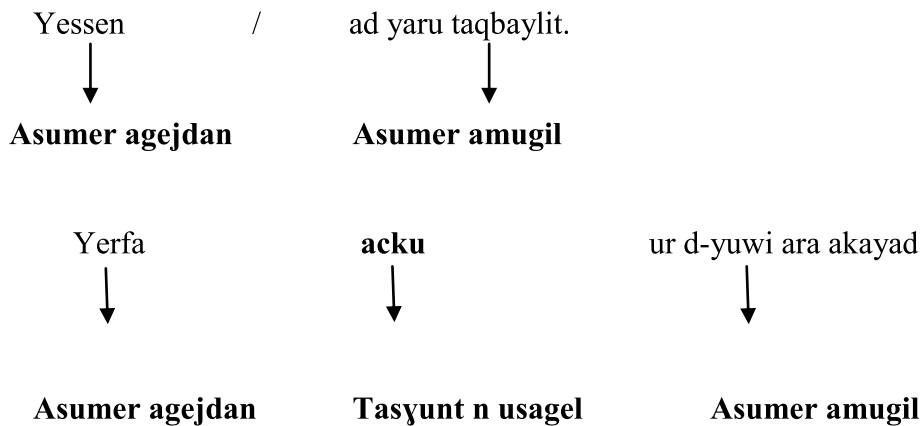 Yessen / ad yaru taqbaylit.
Asumer agejdan Asumer amugil
Yerfa acku ur d-yuwi ara akayad
Asumer agejdan Tasɣunt n usagel Asumer amugil